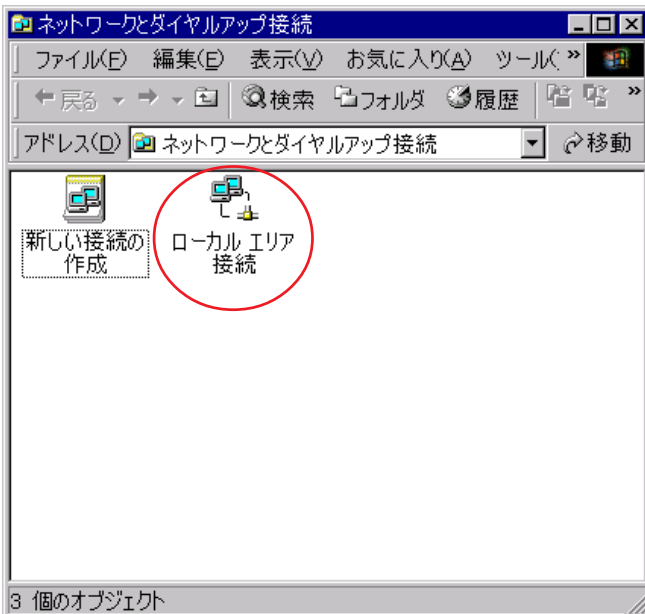 ネットワークとダイヤルアップ接続
ファイル(F) 編集(E) 表示(V) お気に入り(A) ツール( »
戻る 検索 フォルダ 履歴 »
アドレス(D) ネットワークとダイヤルアップ接続 移動
新しい接続の
作成
ローカル エリア
接続
3 個のオブジェクト